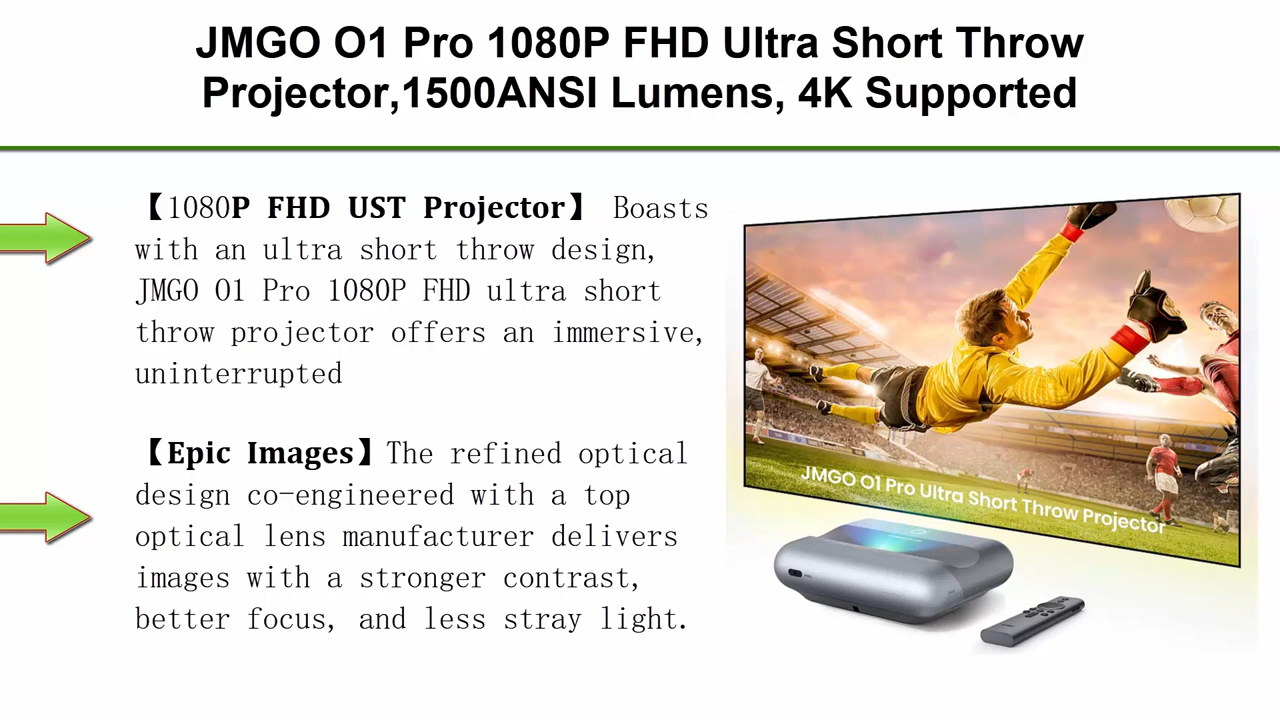 JMGO O1 Pro 1080P FHD Ultra Short Throw
Projector,1500ANSI Lumens, 4K Supported
【1080P FHD UST Projector】 Boasts
with an ultra short throw design,
JMGO O1 Pro 1080P FHD ultra short
throw projector offers an immersive,
uninterrupted
【Epic Images】The refined optical
design co-engineered with a top
optical lens manufacturer delivers
images with a stronger contrast,
better focus, and less stray light.
JMGO O1 Pro Ultra Short Throw Projector